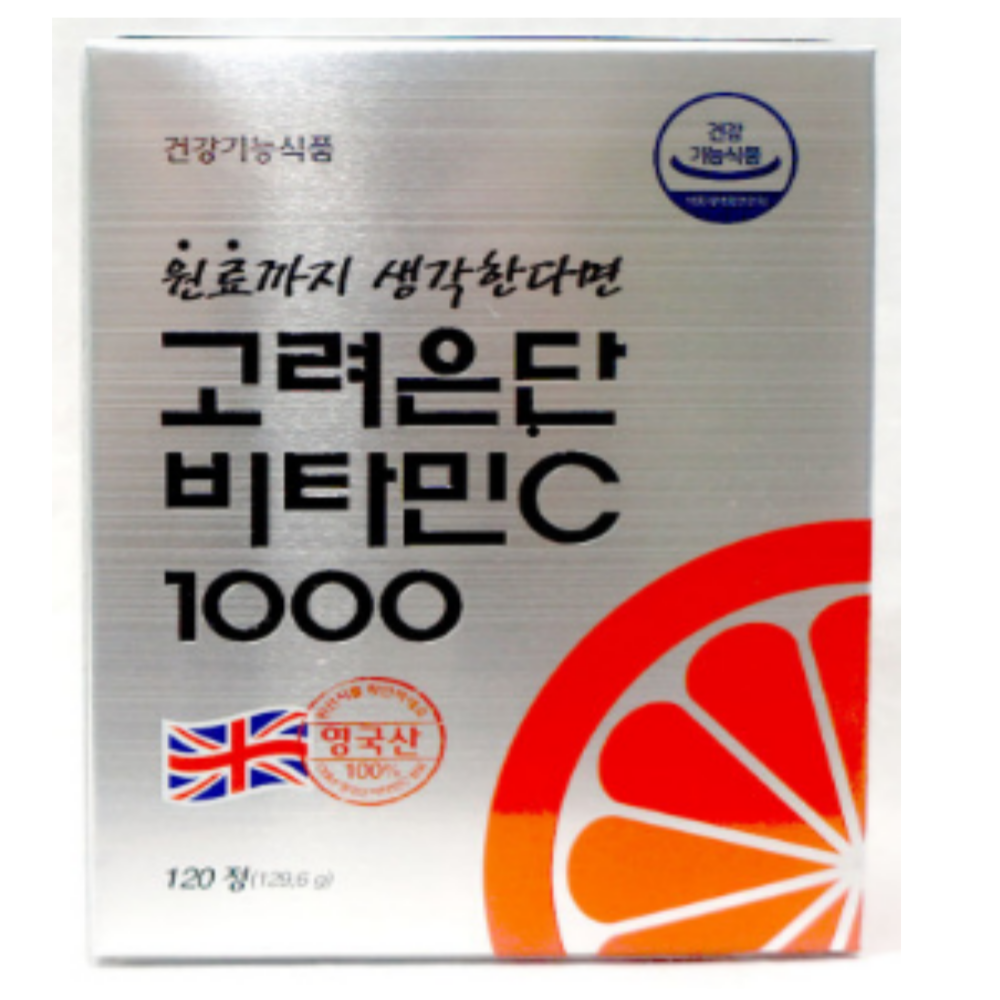 건강기능식품
건강
기능식품
원료까지 생각한다면
고려은단
비타민C
1000
영국산
100%
120 정(129,6 g)